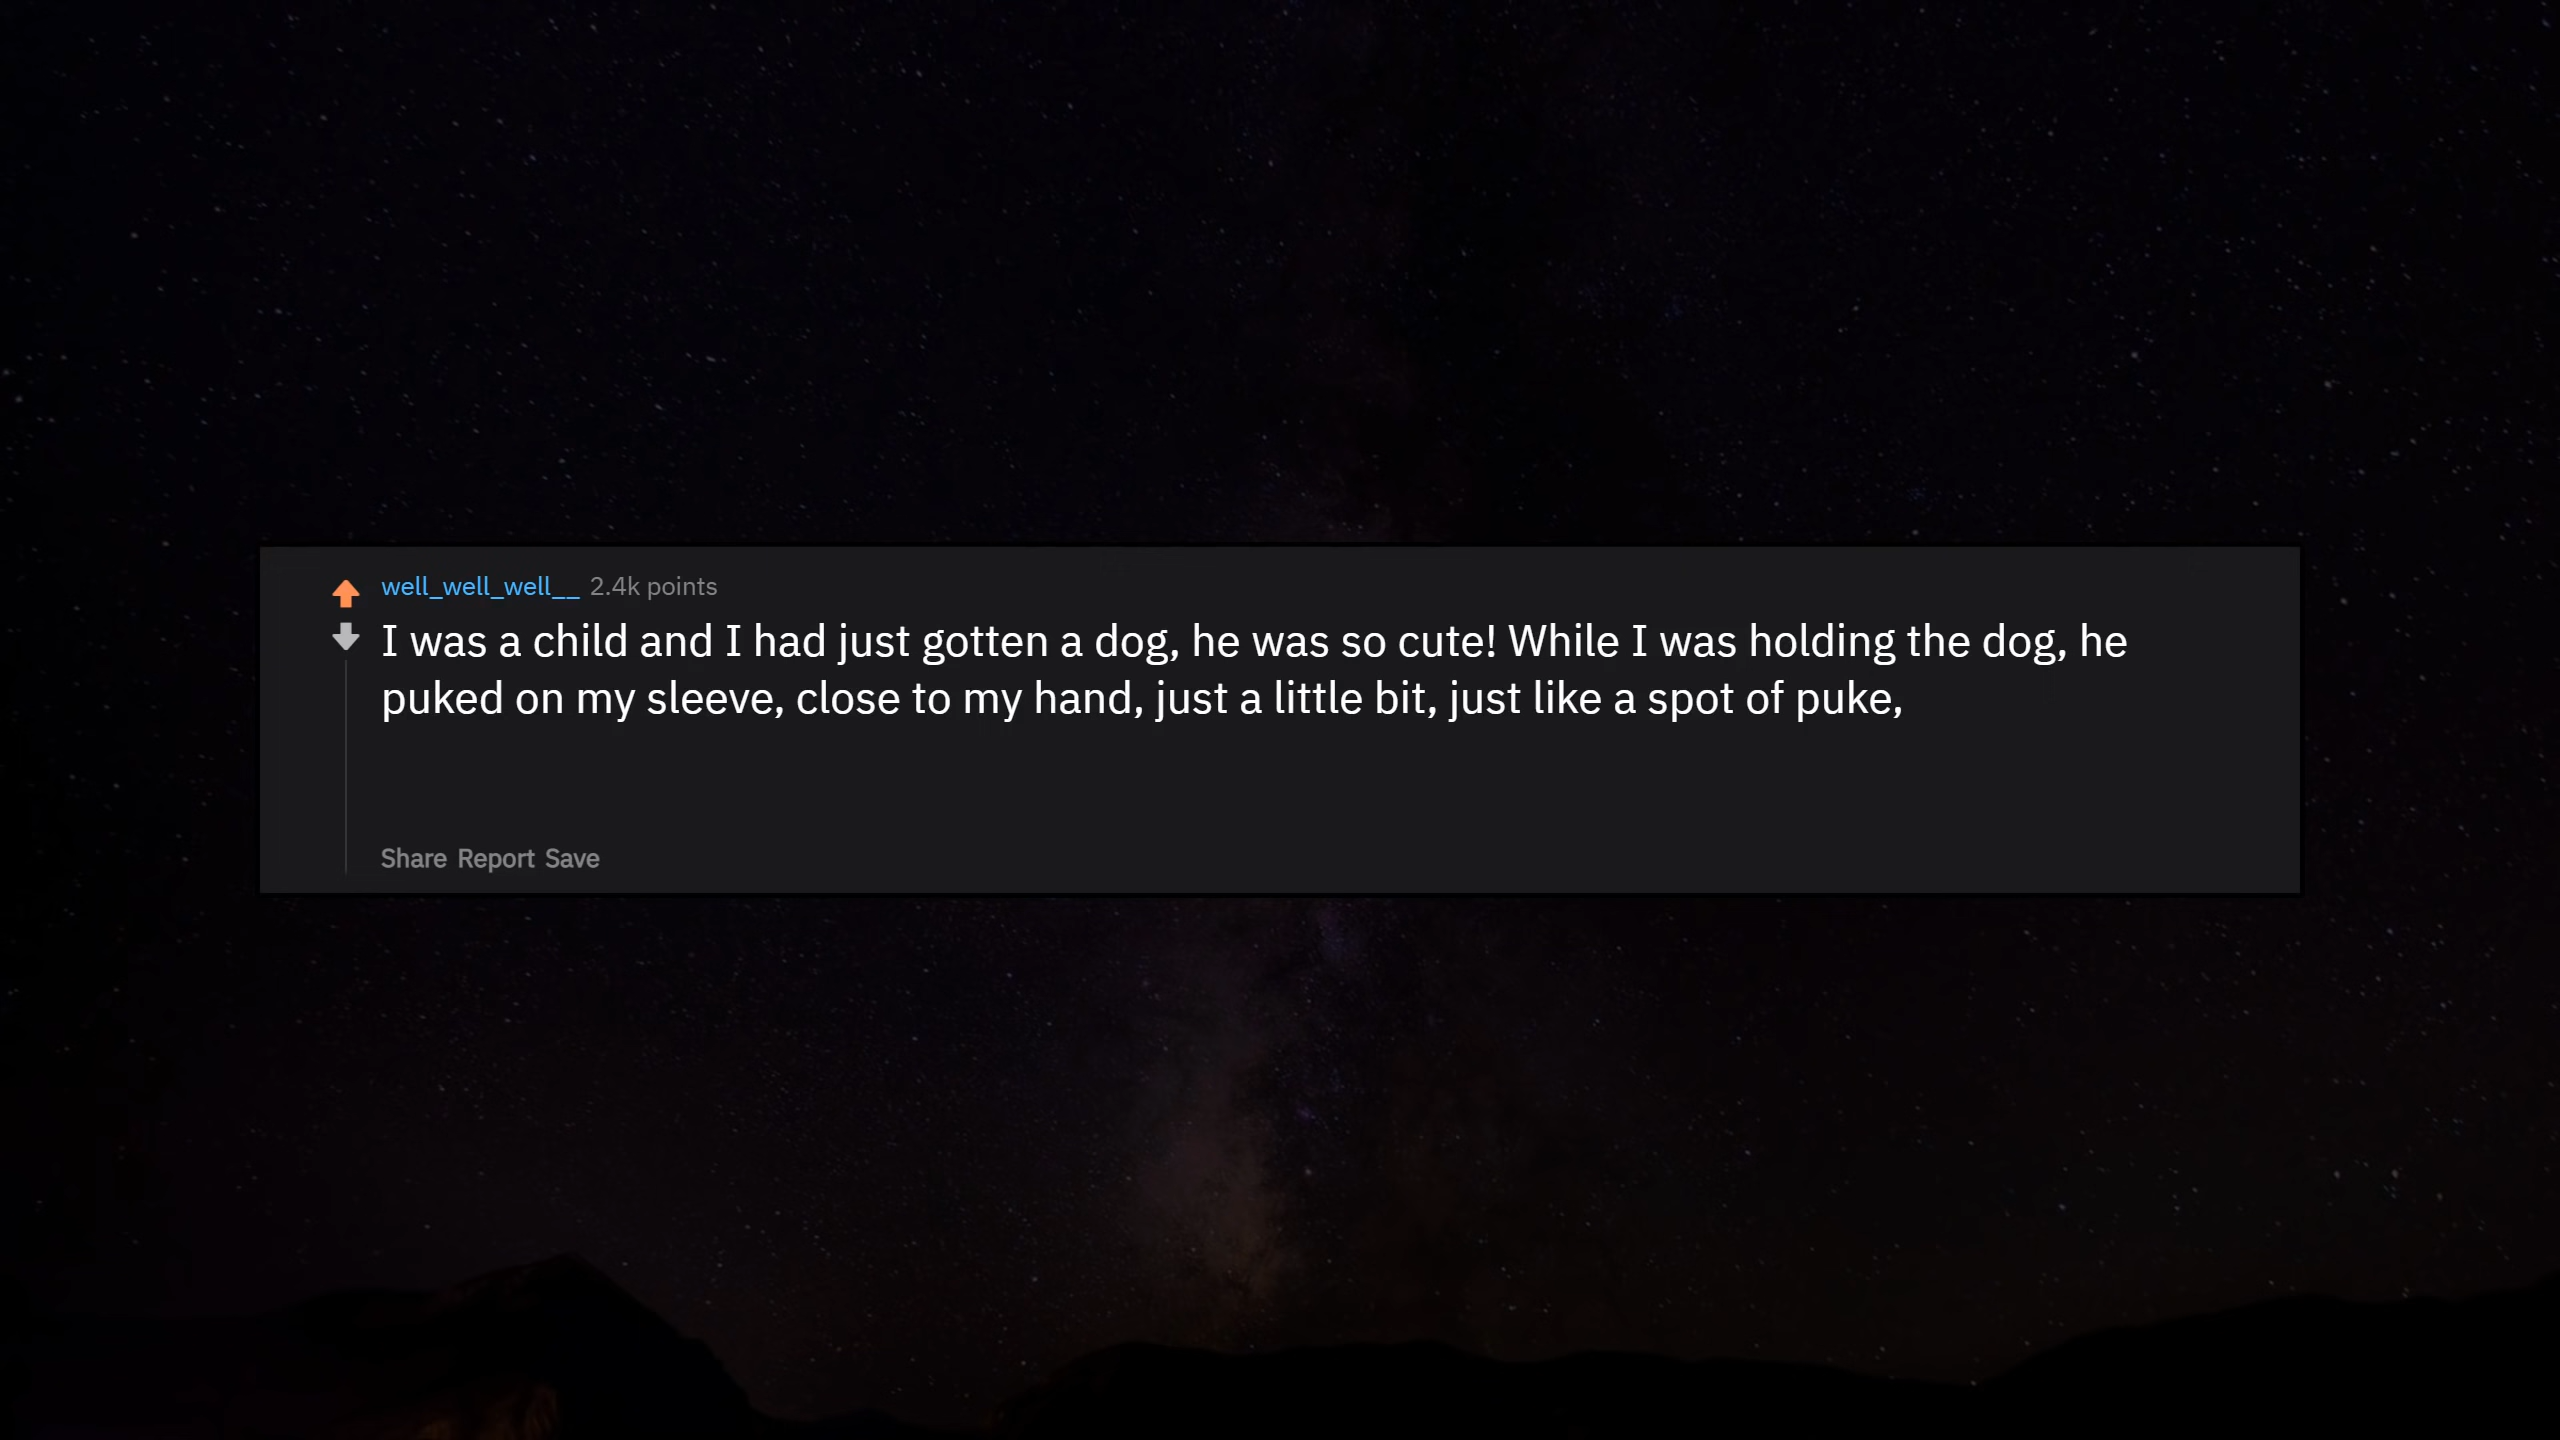 well_well_well__ 2.4k points
I was a child and I had just gotten a dog, he was so cute! While I was holding the dog, he
puked on my sleeve, close to my hand, just a little bit, just like a spot of puke,
Share Report Save